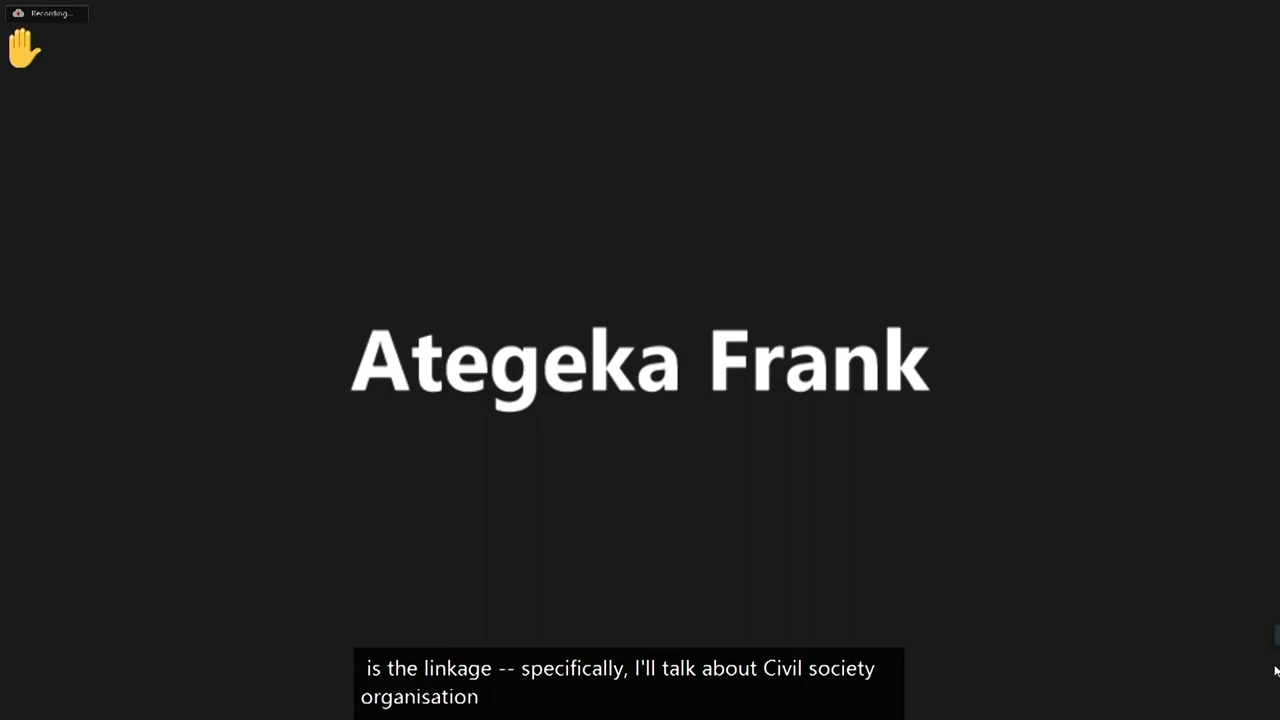 Recording...
Ategeka Frank
is the linkage -- specifically, I'll talk about Civil society
organisation